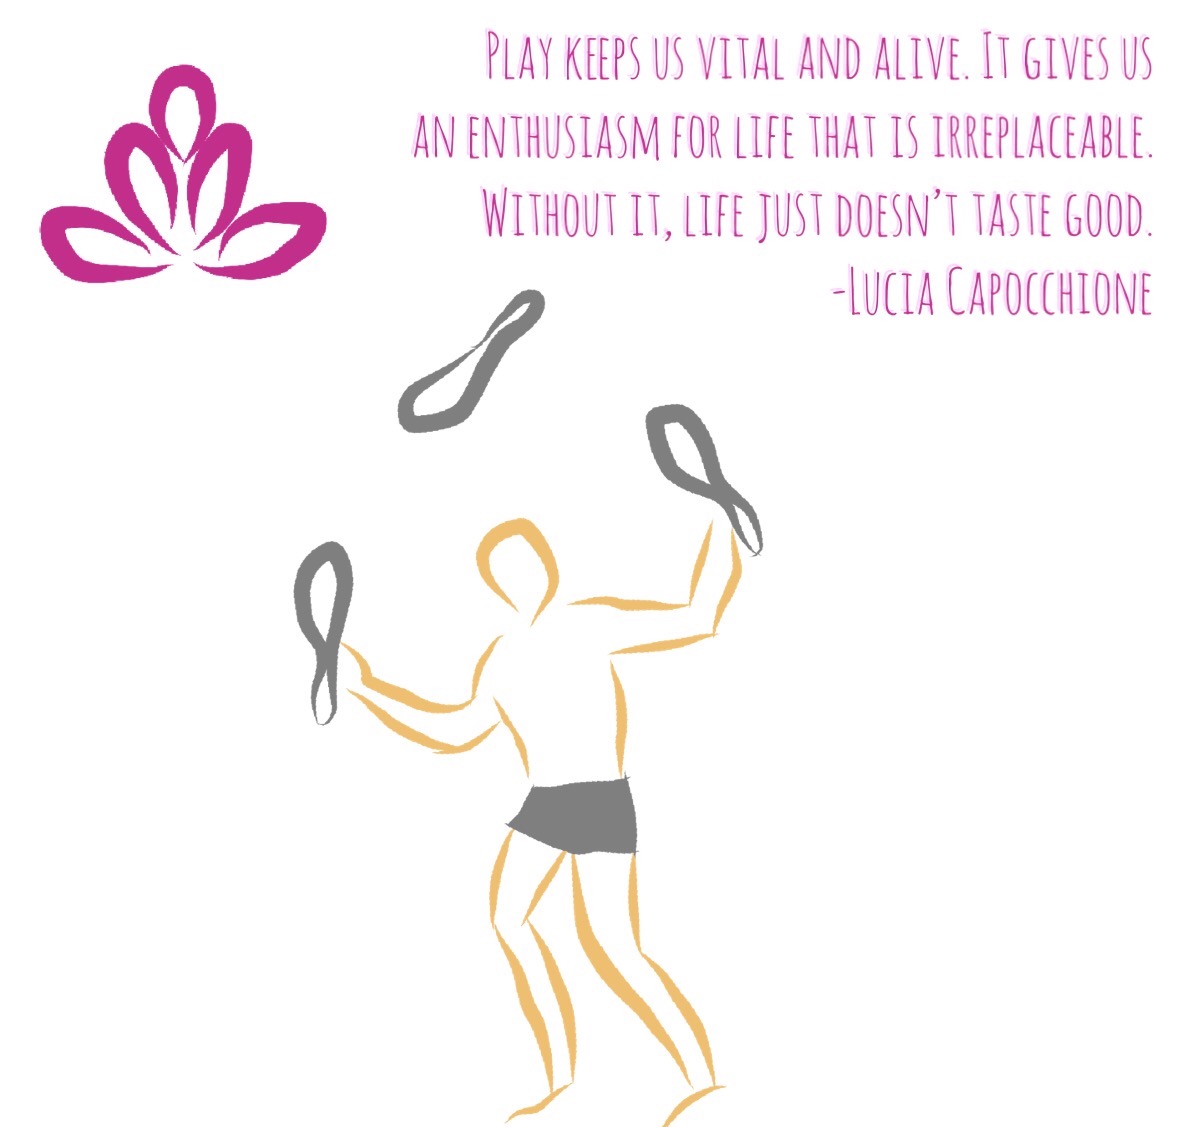 Play keeps us vital and alive. It gives us
an enthusiasm for life that is irreplaceable.
Without it, life just doesn't taste good.
-Lucia Capocchione